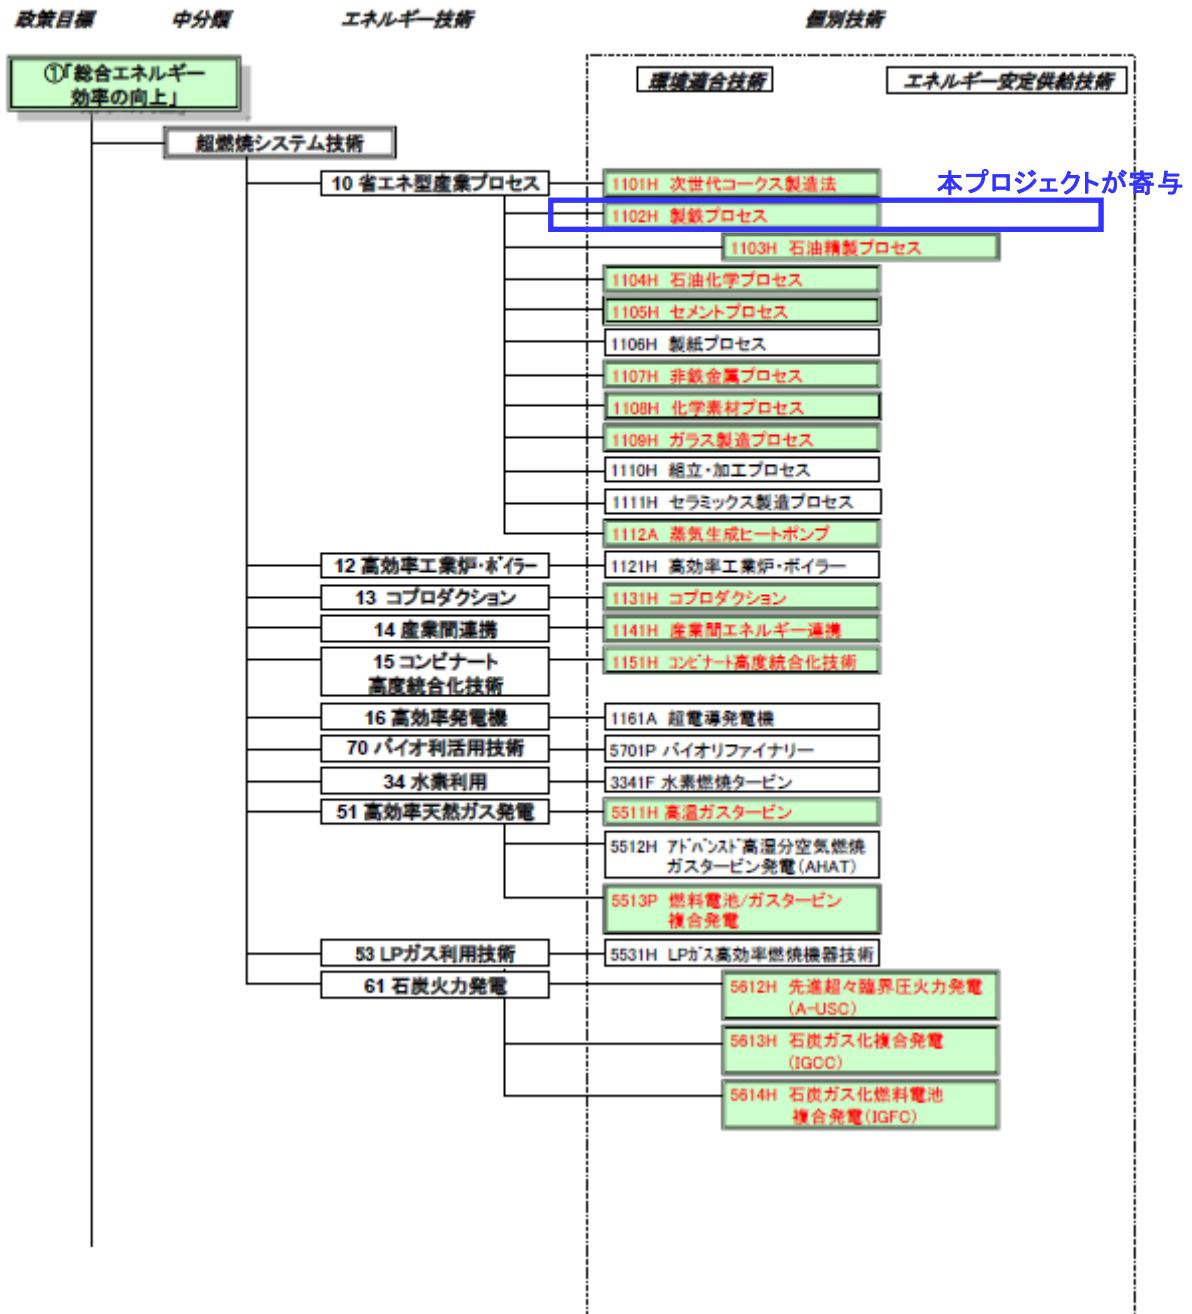 政策目標 中分類 エネルギー技術 個別技術
①「総合エネルギー
効率の向上」
環境適合技術 エネルギー安定供給技術
超燃焼システム技術
本プロジェクトが寄与
10 省エネ型産業プロセス 1101H 次世代コークス製造法
1102H 製鉄プロセス
1103H 石油精製プロセス
1104H 石油化学プロセス
1105H セメントプロセス
1106H 製紙プロセス
1107H 非鉄金属プロセス
1108H 化学素材プロセス
1109H ガラス製造プロセス
1110H 組立・加工プロセス
1111H セラミックス製造プロセス
1112A 蒸気生成ヒートポンプ
12 高効率工業炉・ボイラー 1121H 高効率工業炉・ボイラー
13 コプロダクション 1131H コプロダクション
14 産業間連携 1141H 産業間エネルギー連携
15 コンビナート
高度統合化技術
1151H コンビナート高度統合化技術
16 高効率発電機 1161A 超電導発電機
70 バイオ利活用技術 5701P バイオリファイナリー
34 水素利用 3341F 水素燃焼タービン
51 高効率天然ガス発電 5511H 高温ガスタービン
5512H アドバンスド高湿分空気燃焼
ガスタービン発電(AHAT)
5513P 燃料電池/ガスタービン
複合発電
53 LPガス利用技術 5531H LPガス高効率燃焼機器技術
61 石炭火力発電 5612H 先進超々臨界圧火力発電
(A-USC)
5613H 石炭ガス化複合発電
(IGCC)
5614H 石炭ガス化燃料電池
複合発電(IGFC)